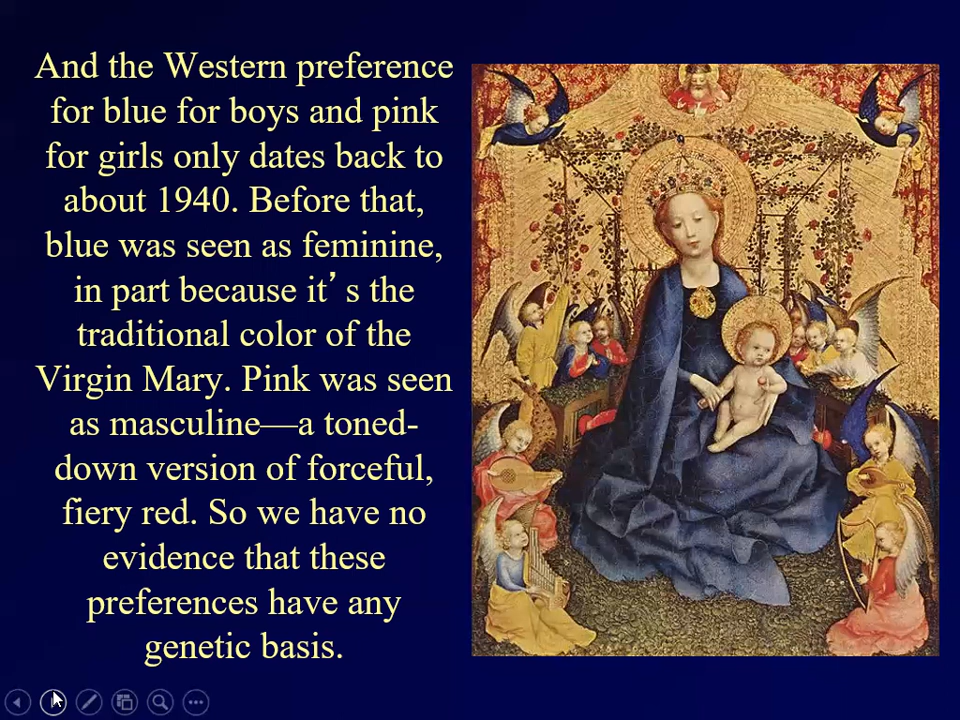 And the Western preference
for blue for boys and pink
for girls only dates back to
about 1940. Before that,
blue was seen as feminine,
in part because it’ s the
traditional color of the
Virgin Mary. Pink was seen
as masculine—a toned-
down version of forceful,
fiery red. So we have no
evidence that these
preferences have any
genetic basis.